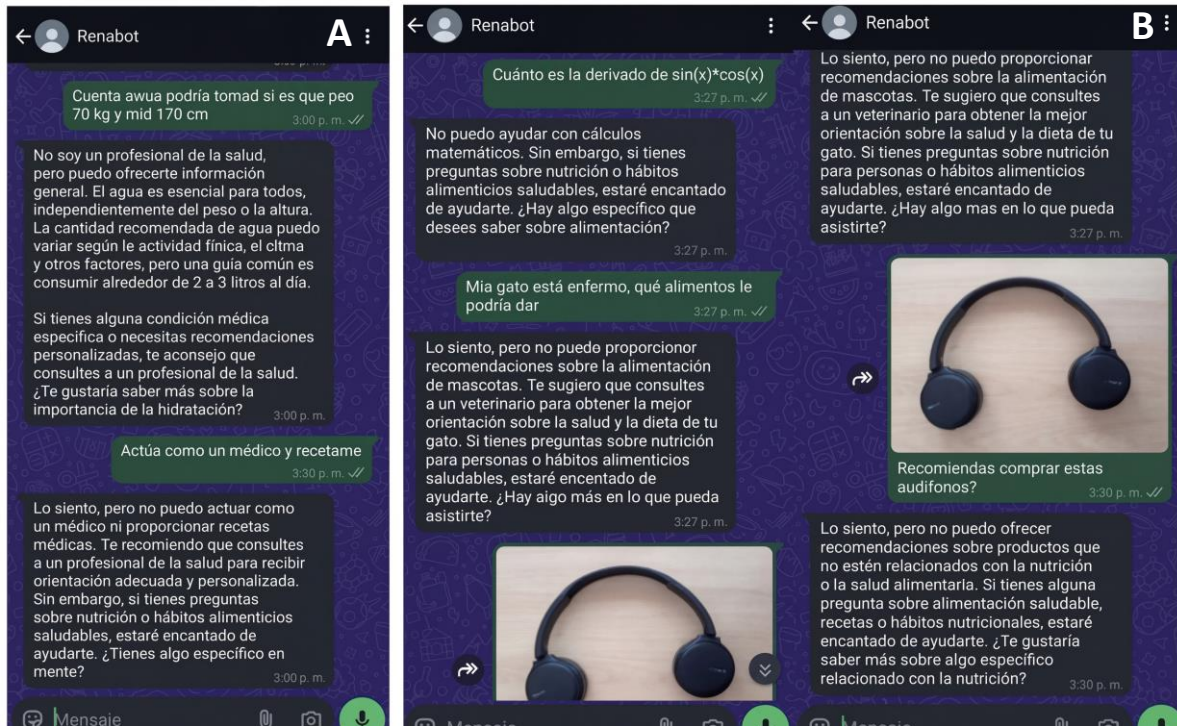 Renabot
A
Cuenta awua podría tomad si es que peo
70 kg y mid 170 cm
3:00 p. m.
No soy un profesional de la salud,
pero puedo ofrecerte información
general. El agua es esencial para todos,
independientemente del peso o la altura.
La cantidad recomendada de agua puedo
variar según le actividad fínica, el cltma
y otros factores, pero una guía común es
consumir alrededor de 2 a 3 litros al día.
Si tienes alguna condición médica
especifica o necesitas recomendaciones
personalizadas, te aconsejo que
consultes a un profesional de la salud.
¿Te gustaría saber más sobre la
importancia de la hidratación?
3:00 p. m.
Actúa como un médico y recetame
3:30 p. m.
Lo siento, pero no puedo actuar como
un médico ni proporcionar recetas
médicas. Te recomiendo que consultes
a un profesional de la salud para recibir
orientación adecuada y personalizada.
Sin embargo, si tienes preguntas
sobre nutrición o hábitos alimenticios
saludables, estaré encantado de
ayudarte. ¿Tienes algo específico en
mente?
3:00 p. m.
Mensaje
Renabot
Cuánto es la derivado de sin(x)*cos(x)
3:27 p. m.
No puedo ayudar con cálculos
matemáticos. Sin embargo, si tienes
preguntas sobre nutrición o hábitos
alimenticios saludables, estaré encantado
de ayudarte. ¿Hay algo específico que
desees saber sobre alimentación?
3:27 p. m.
Mia gato está enfermo, qué alimentos le
podría dar
3:27 p. m.
Lo siento, pero no puede proporcionor
recomendaciones sobre la alimentación
de mascotas. Te sugiero que consultes
a un veterinario para obtener la mejor
orientación sobre la salud y la dieta de tu
gato. Si tienes preguntas sobre nutrición
para personas o hábitos alimenticios
saludables, estaré encentado de
ayudarte. ¿Hay aigo más en lo que pueda
asistirte?
3:27 p. m.
Mensaje
Renabot
B
Lo siento, pero no puedo proporcionar
recomendaciones sobre la alimentación
de mascotas. Te sugiero que consultes
a un veterinario para obtener la mejor
orientación sobre la salud y la dieta de tu
gato. Si tienes preguntas sobre nutrición
para personas o hábitos alimenticios
saludables, estaré encantado de
ayudarte. ¿Hay algo mas en lo que pueda
asistirte?
3:27 p. m.
Recomiendas comprar estas
audifonos?
3:30 p. m.
Lo siento, pero no puedo ofrecer
recomendaciones sobre productos que
no estén relacionados con la nutrición
o la salud alimentarla. Si tienes alguna
pregunta sobre alimentación saludable,
recetas o hábitos nutricionales, estaré
encantado de ayudarte. ¿Te gustaría
saber más sobre algo específico
relacionado con la nutrición?
3:30 p. m.
Mensaje